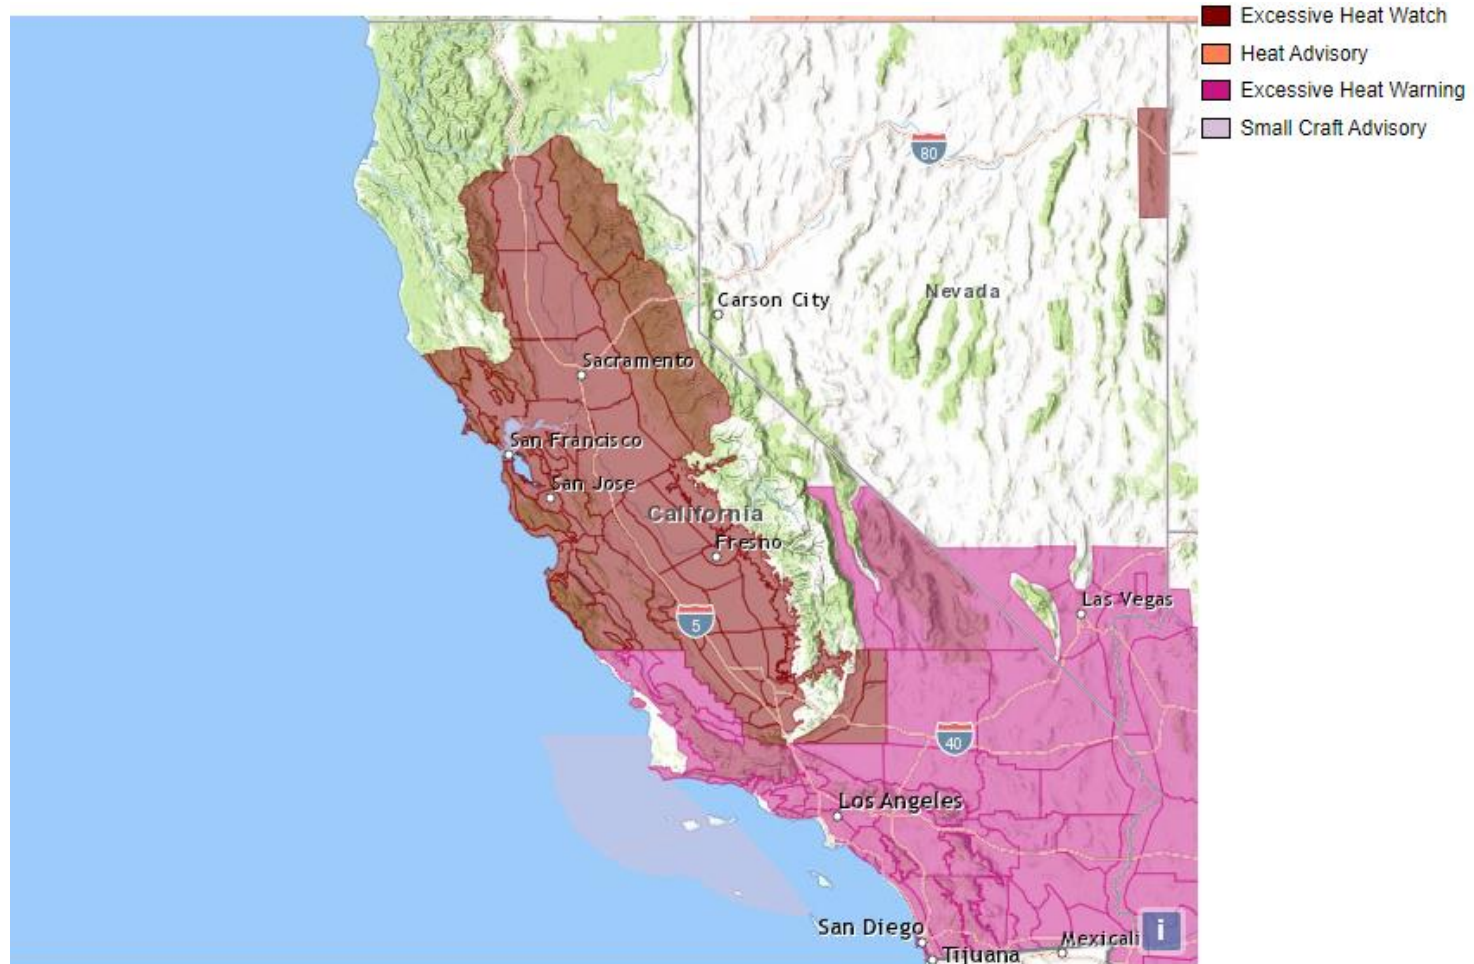 Excessive Heat Watch
Heat Advisory
Excessive Heat Warning
Small Craft Advisory
80
Carson City
Nevada
Sacramento
San Francisco
San Jose
California
Fresno
Las Vegas
5
40
Los Angeles
San Diego
Mexicali
i
Tijuana